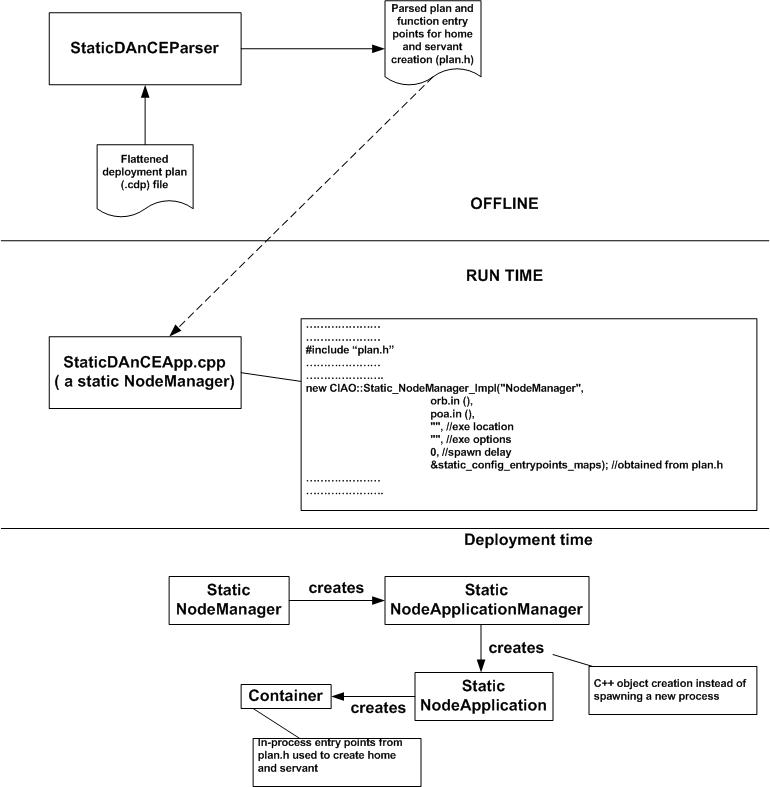 StaticDAnCEParser
Parsed plan and
function entry
points for home
and servant
creation (plan.h)
Flattened
deployment plan
(.cdp) file
OFFLINE
RUN TIME
StaticDAnCEApp.cpp
( a static NodeManager)
.....................
.....................
#include “plan.h”
.....................
......................
new CIAO::Static_NodeManager_Impl("NodeManager",
orb.in (),
poa.in (),
"", //exe location
"", //exe options
0, //spawn delay
&static_config_entrypoints_maps); //obtained from plan.h
.....................
......................
Deployment time
Static
NodeManager
creates
Static
NodeApplicationManager
creates
C++ object creation instead of
spawning a new process
Static
NodeApplication
creates
Container
In-process entry points from
plan.h used to create home
and servant